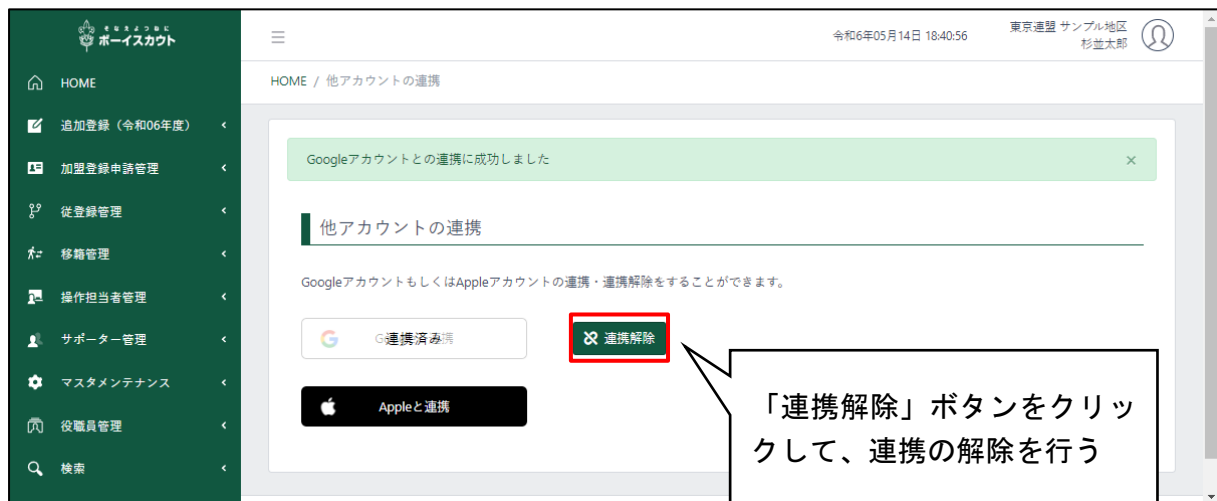 そなえよつねに
ボーイスカウト
令和6年05月14日 18:40:56
東京連盟 サンプル地区
杉並太郎
HOME
追加登録（令和06年度）
加盟登録申請管理
従登録管理
移籍管理
操作担当者管理
サポーター管理
マスタメンテナンス
役職員管理
検索
HOME / 他アカウントの連携
Googleアカウントとの連携に成功しました
×
他アカウントの連携
GoogleアカウントもしくはAppleアカウントの連携・連携解除をすることができます。
連携済み
連携解除
Appleと連携
「連携解除」ボタンをクリッ
クして、連携の解除を行う